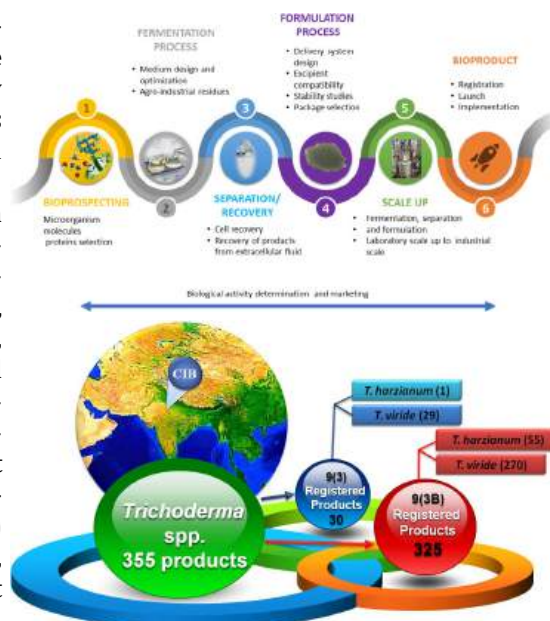 FERMENTATION
PROCESS
• Medium design and
optimization
• Agro-industrial residues
FORMULATION
PROCESS
• Delivery system
design
• Excipient
compatibility
• Stability studies
• Package selection
BIOPRODUCT
• Registration
• Launch
• Implementation
1
3
5
2
4
6
BIOPROSPECTING
Microorganism
molecules
proteins selection
SEPARATION/
RECOVERY
• Cell recovery
• Recovery of products
from extracellular fluid
SCALE UP
• Fermentation, separation
• and formulation
• Laboratory scale up to industrial
scale
Biological activity determination and marketing
CIB
T. harzianum (1)
T. viride (29)
T. harzianum (55)
T. viride (270)
9(3)
Registered
Products
30
9(3B)
Registered
Products
325
Trichoderma
spp.
355 products